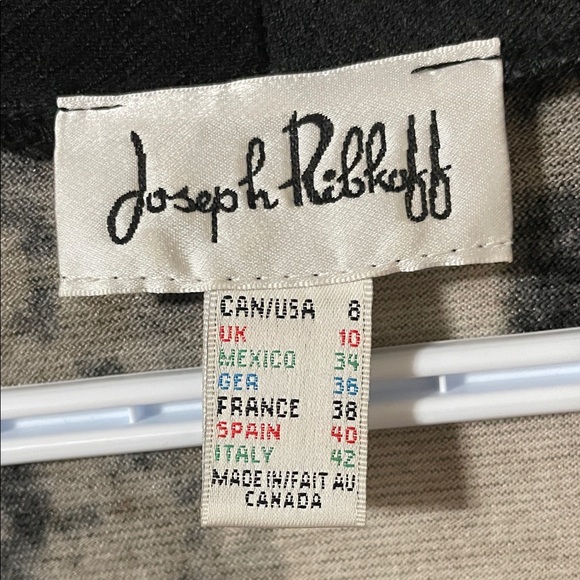 Joseph Ribkoff
CAN/USA 8
UK 10
MEXICO 34
GER 36
FRANCE 38
SPAIN 40
ITALY 42
MADE IN/FAIT AU
CANADA